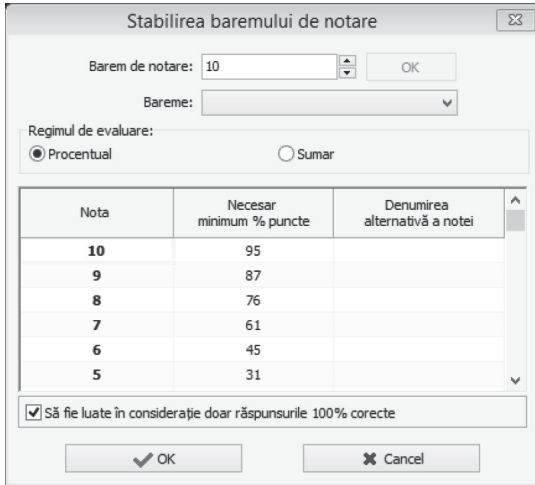 Stabilirea baremului de notare
Barem de notare: 10 OK
Bareme:
Regimul de evaluare:
Procentual Sumar
Nota Necesar minimum % puncte Denumirea alternativă a notei
10 95
9 87
8 76
7 61
6 45
5 31
Să fie luate în considerație doar răspunsurile 100% corecte
OK Cancel